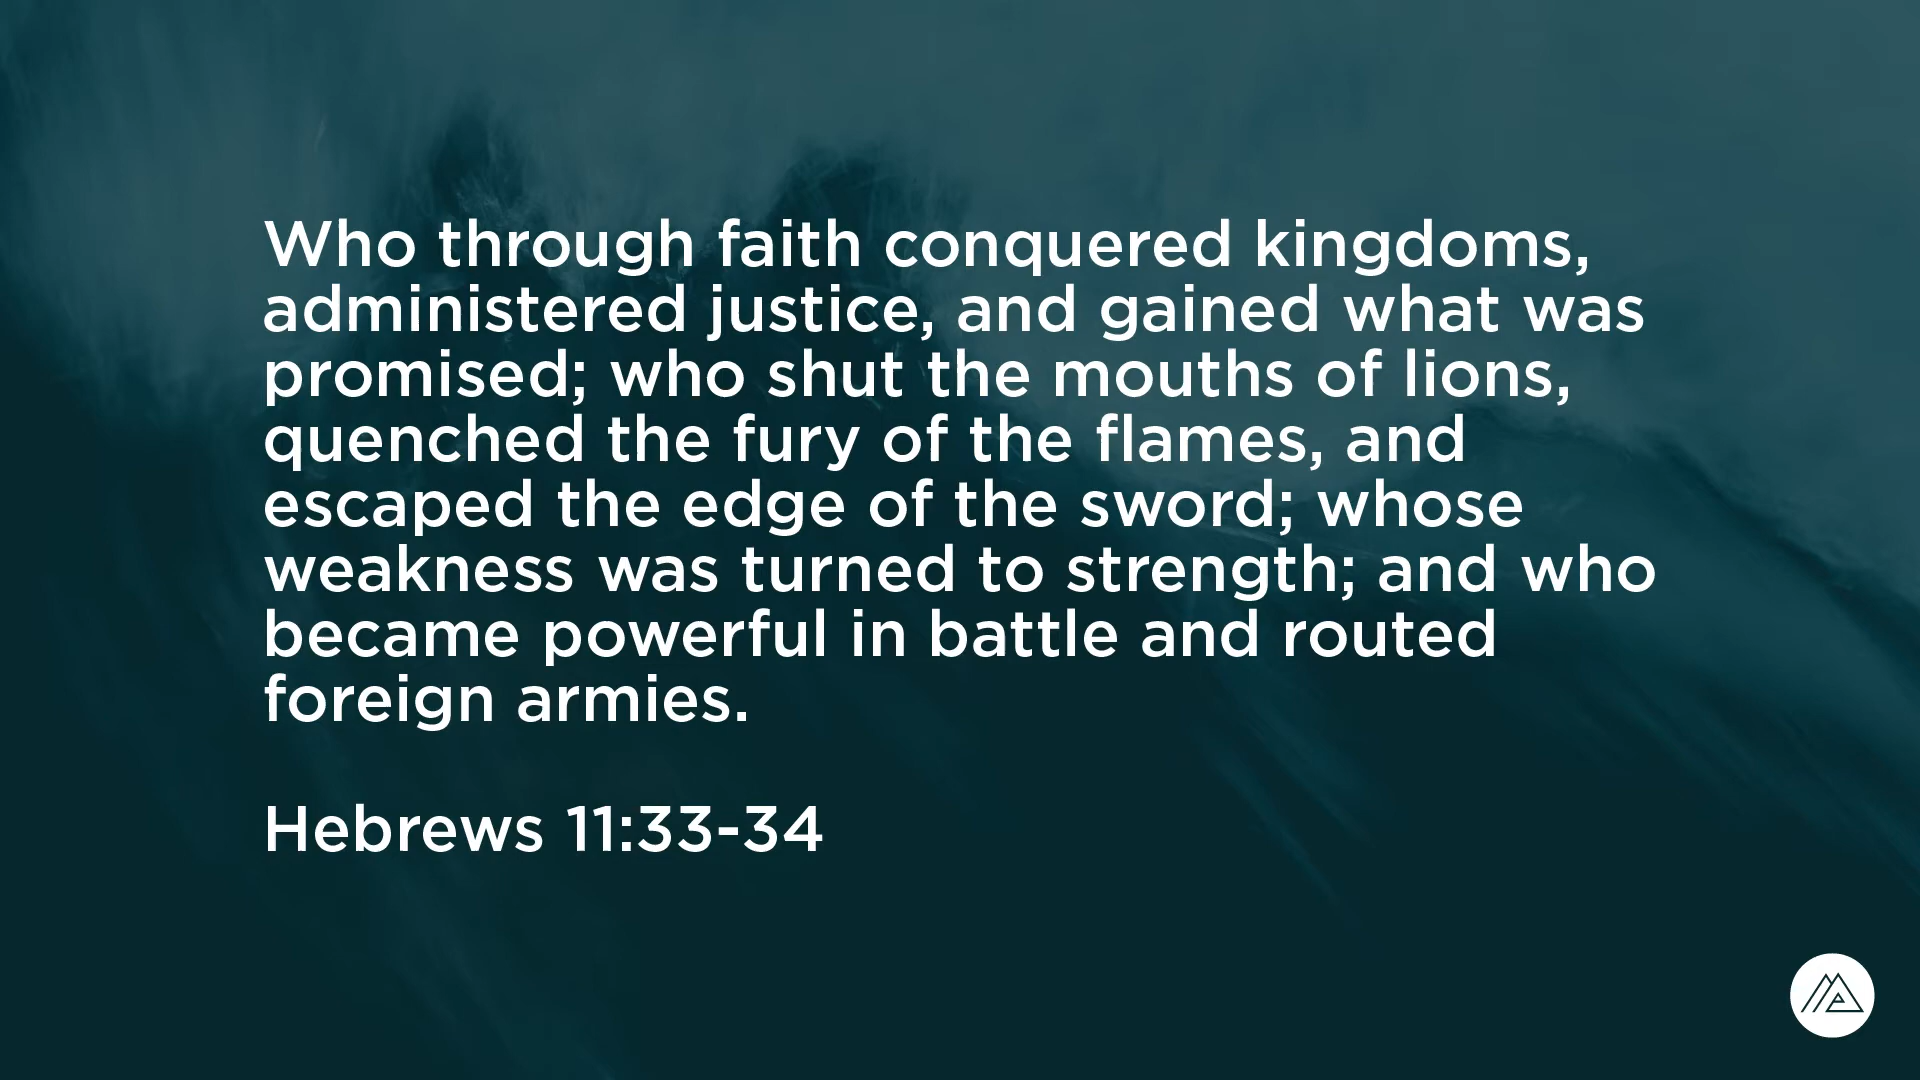 Who through faith conquered kingdoms,
administered justice, and gained what was
promised; who shut the mouths of lions,
quenched the fury of the flames, and
escaped the edge of the sword; whose
weakness was turned to strength; and who
became powerful in battle and routed
foreign armies.
Hebrews 11:33-34